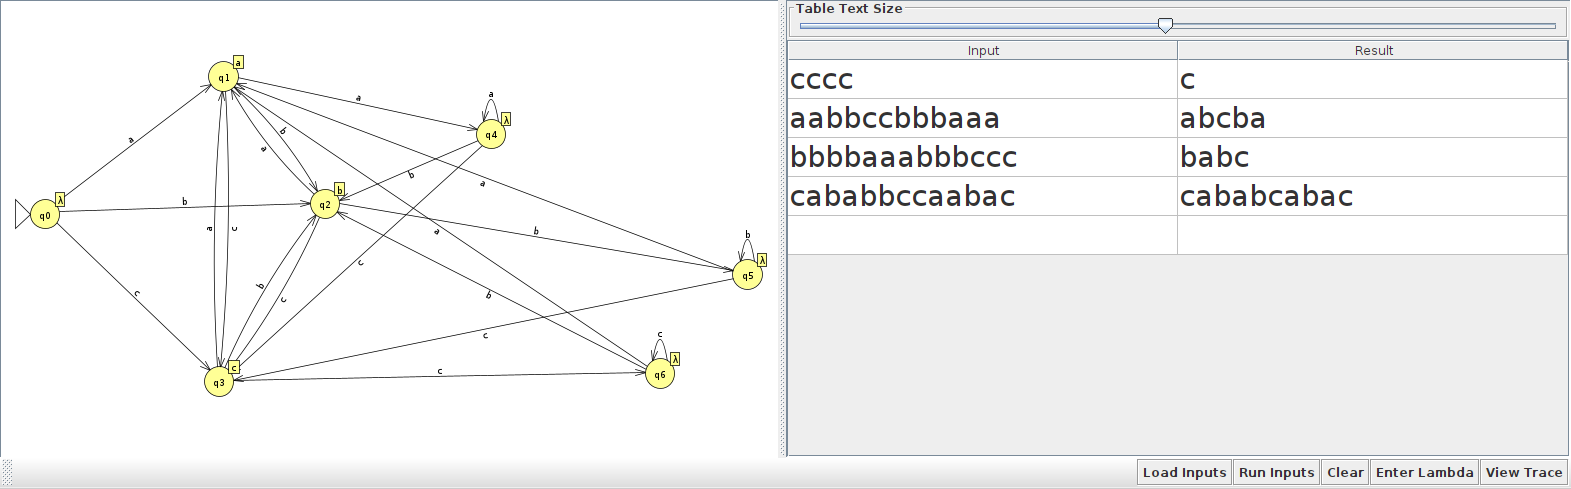 Table Text Size
Input Result
cccc c
aabbccbbbaaa abcba
bbbbaaabbbccc babc
cababbccaabac cababcabac
a
q1
a
a
λ
q4
a
b
a
b
a
λ
q0
b
b
q2
a
c
a
b
b
λ
q5
c
b
c
c
b
c
c
c
q3
c
c
λ
q6
Load Inputs Run Inputs Clear Enter Lambda View Trace